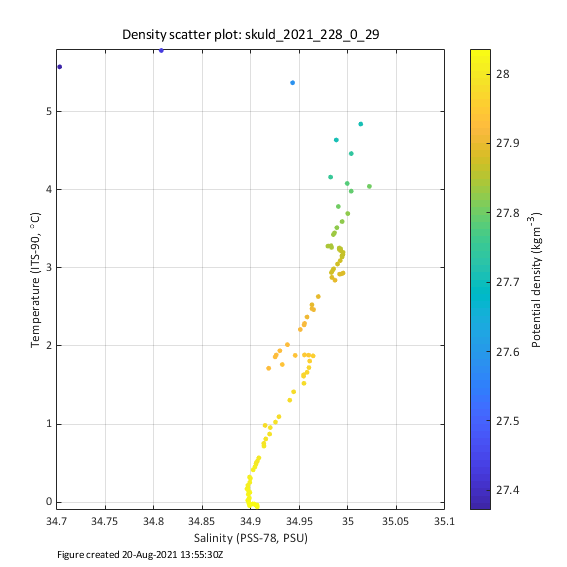 Density scatter plot: skuld_2021_228_0_29
Temperature (ITS-90, °C)
5
4
3
2
1
0
34.7 34.75 34.8 34.85 34.9 34.95 35 35.05 35.1
Salinity (PSS-78, PSU)
28
27.9
27.8
27.7
27.6
27.5
27.4
Potential density (kgm⁻³)
Figure created 20-Aug-2021 13:55:30Z